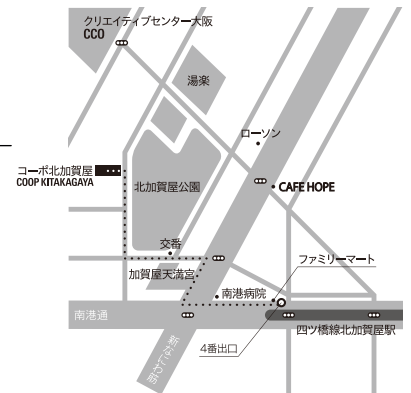 クリエイティブセンター大阪
CCO
湯楽
ローソン
コーポ北加賀屋
COOP KITAKAGAYA
北加賀屋公園
CAFE HOPE
交番
ファミリーマート
加賀屋天満宮
南港病院
南港通
四ツ橋線北加賀屋駅
新なにわ筋
4番出口